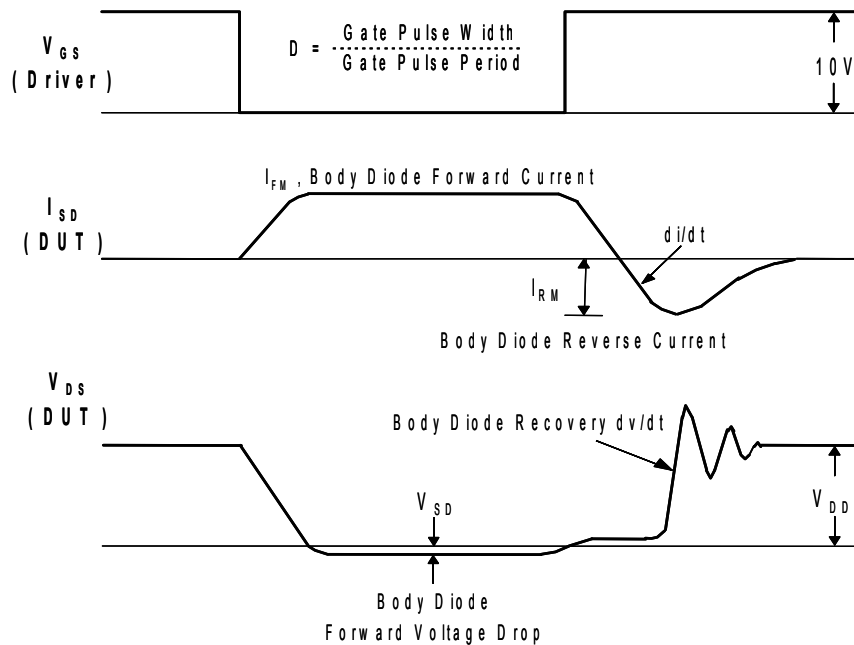 V GS
(Driver)
D = Gate Pulse Width
Gate Pulse Period
10V
I FM , Body Diode Forward Current
I SD
(DUT)
di/dt
I RM
Body Diode Reverse Current
V DS
(DUT)
Body Diode Recovery dv/dt
V SD
V DD
Body Diode
Forward Voltage Drop